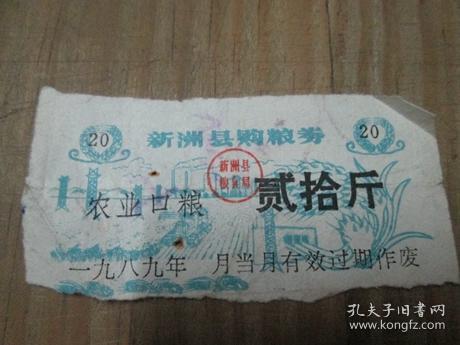 20 20
新洲县购粮券
新洲县
粮食局
农业口粮 贰拾斤
一九八九年 月当月有效过期作废
孔夫子旧书网
www.kongfz.com